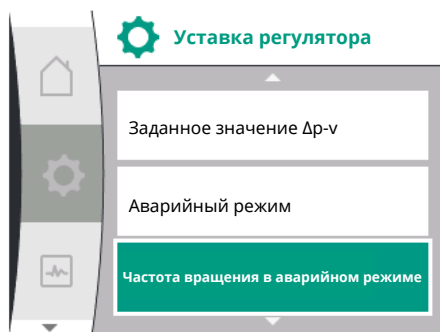 Уставка регулятора
Заданное значение Δp-v
Аварийный режим
Частота вращения в аварийном режиме